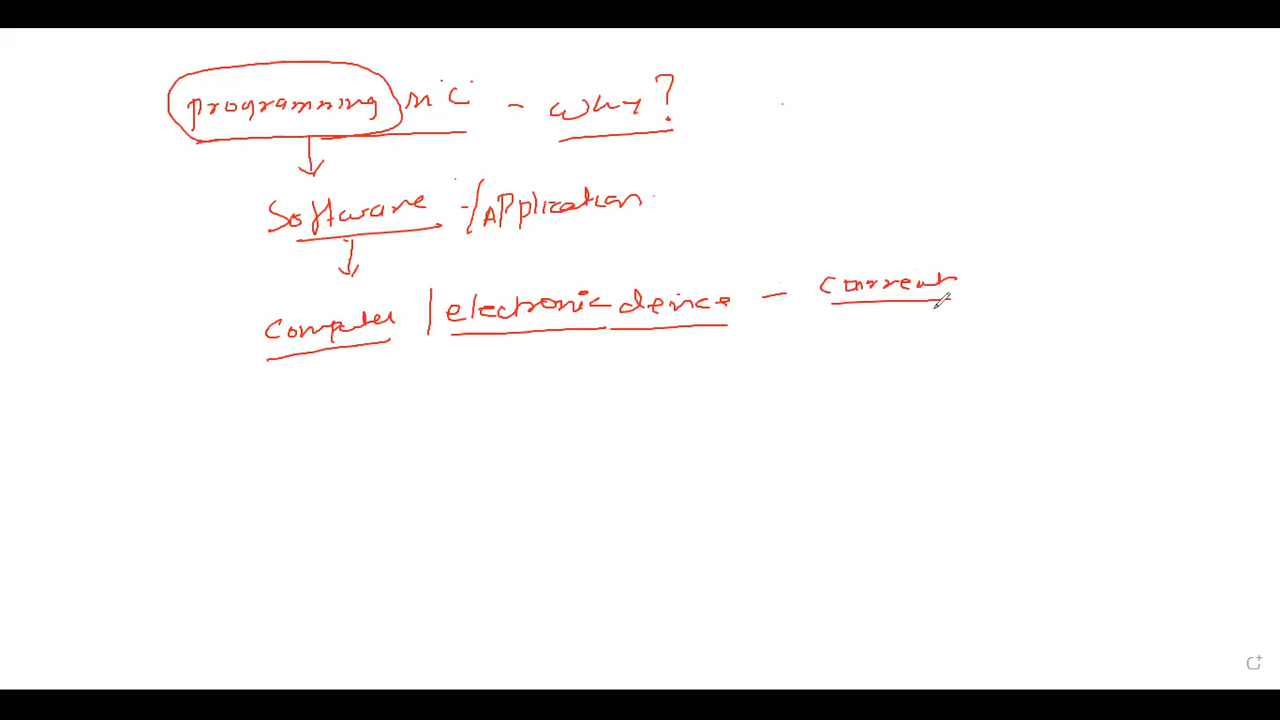 programming in C - why?
Software -/Application
Computer / electronic device - Current